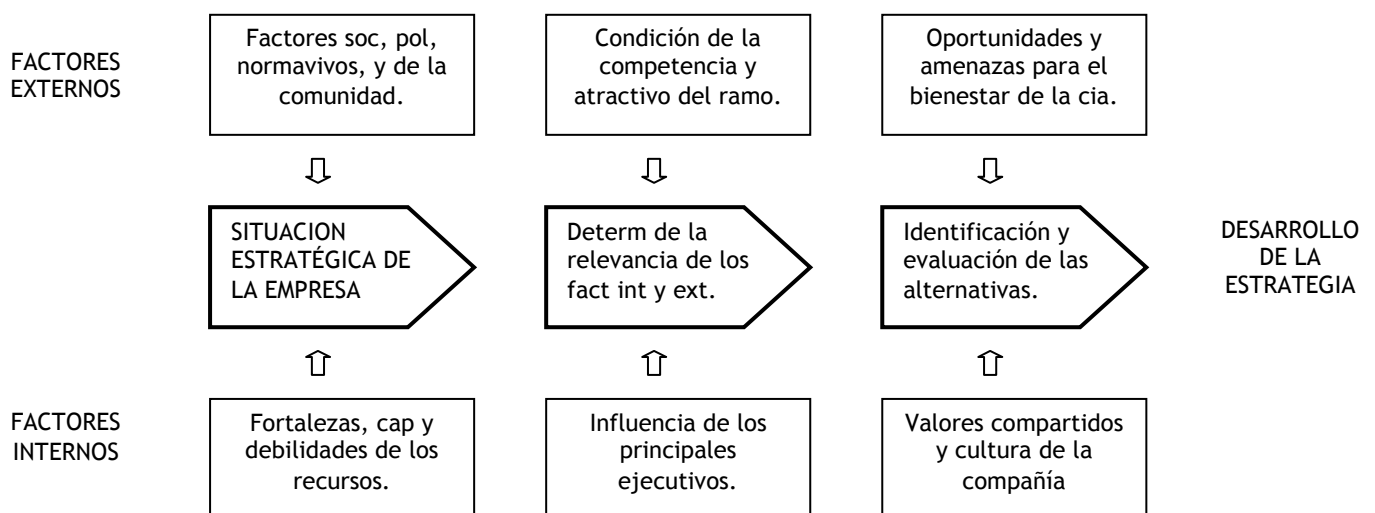 FACTORES
EXTERNOS
Factores soc, pol,
normavivos, y de la
comunidad.
Condición de la
competencia y
atractivo del ramo.
Oportunidades y
amenazas para el
bienestar de la cia.
SITUACION
ESTRATÉGICA DE
LA EMPRESA
Determ de la
relevancia de los
fact int y ext.
Identificación y
evaluación de las
alternativas.
DESARROLLO
DE LA
ESTRATEGIA
FACTORES
INTERNOS
Fortalezas, cap y
debilidades de los
recursos.
Influencia de los
principales
ejecutivos.
Valores compartidos
y cultura de la
compañía